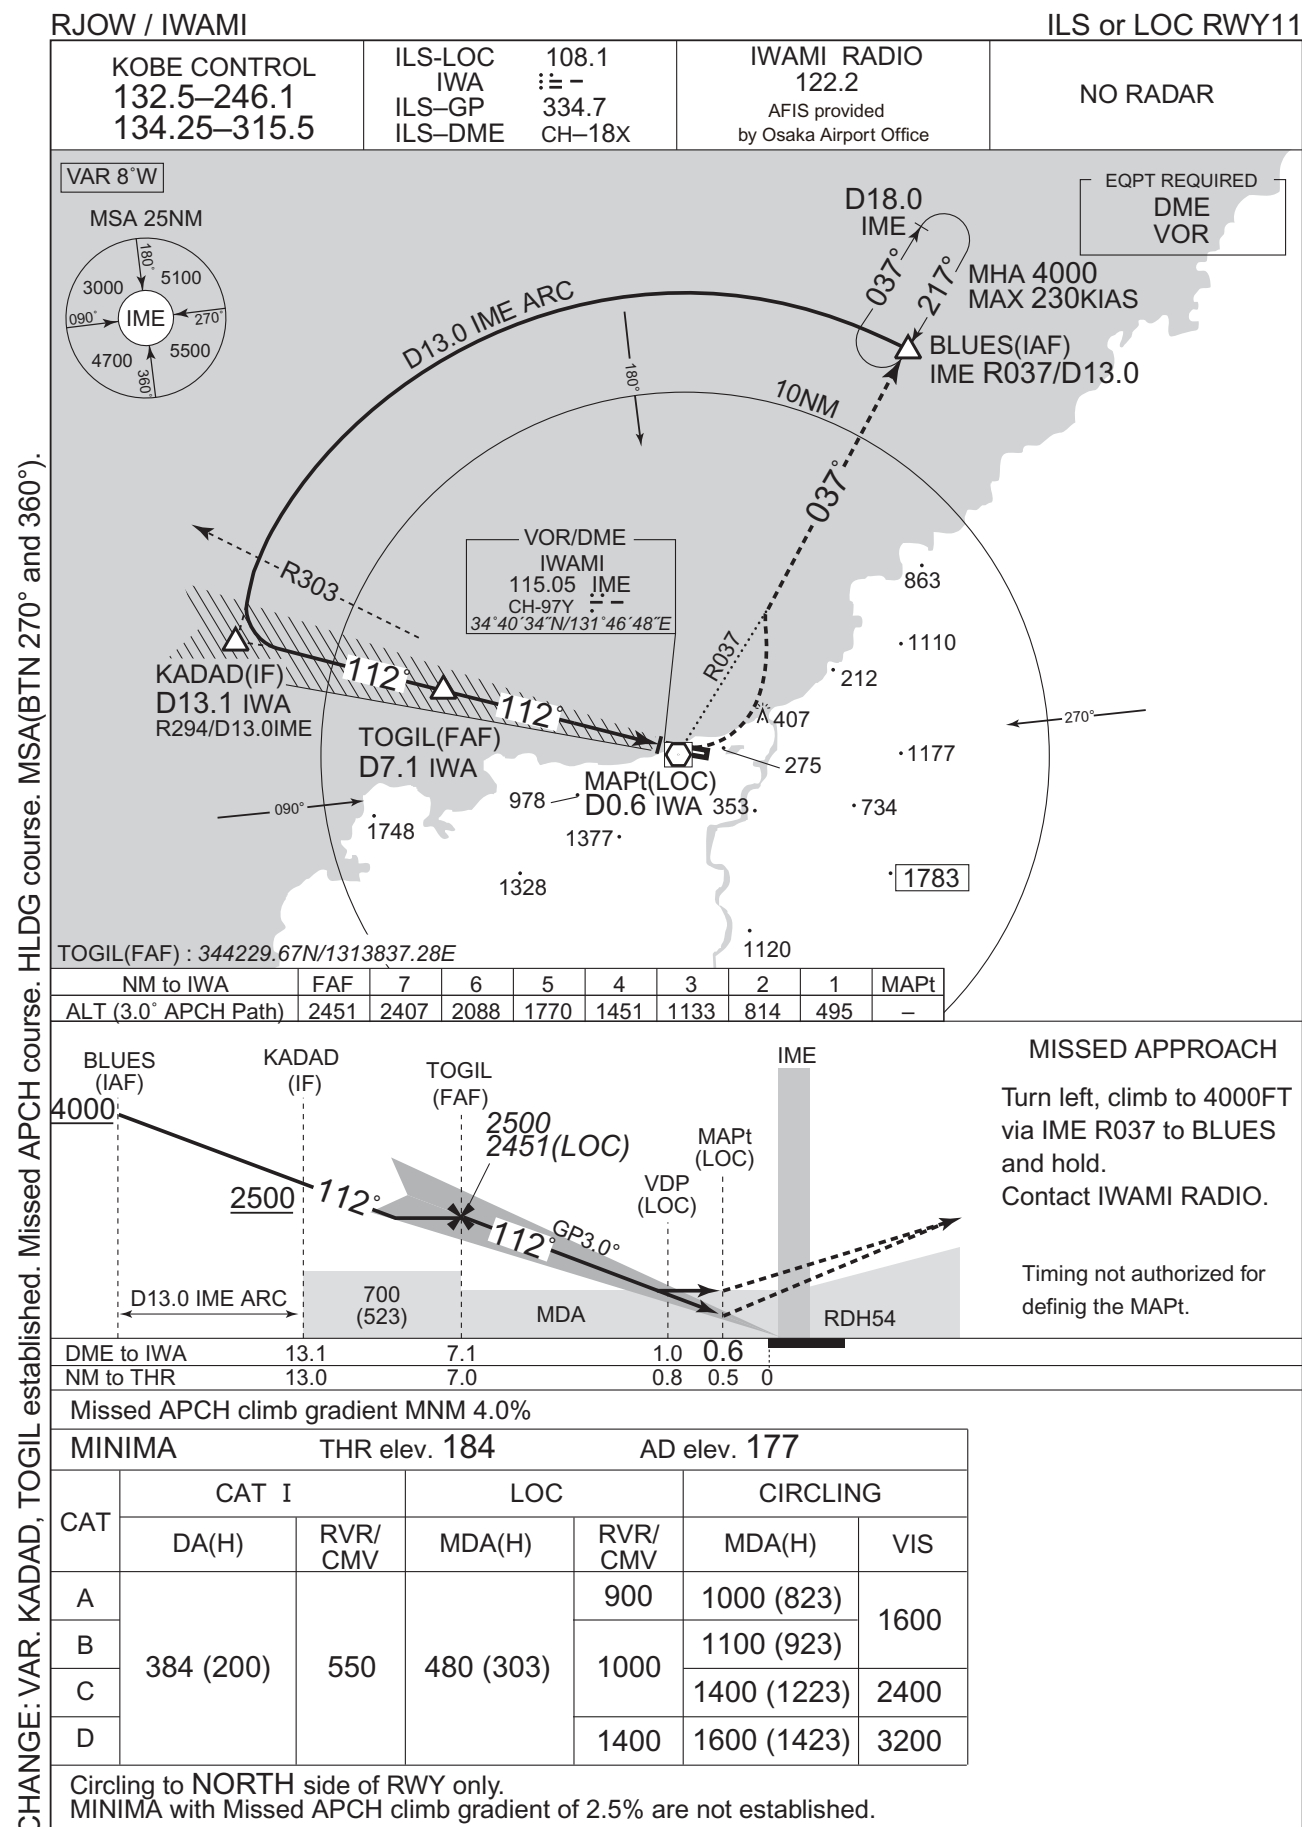 RJOW / IWAMI
ILS or LOC RWY11
KOBE CONTROL
132.5–246.1
134.25–315.5
ILS-LOC 108.1
IWA
ILS–GP 334.7
ILS–DME CH–18X
IWAMI RADIO
122.2
AFIS provided
by Osaka Airport Office
NO RADAR
VAR 8°W
MSA 25NM
180°
3000
5100
090°
IME
270°
4700
5500
360°
EQPT REQUIRED
DME
VOR
D18.0
IME
037°
217°
MHA 4000
MAX 230KIAS
BLUES(IAF)
IME R037/D13.0
D13.0 IME ARC
180°
10NM
037°
R303
VOR/DME
IWAMI
115.05 IME
CH-97Y
34°40´34˝N/131°46´48˝E
R037
863
1110
212
407
275
1177
270°
KADAD(IF)
D13.1 IWA
R294/D13.0IME
112°
112°
TOGIL(FAF)
D7.1 IWA
MAPt(LOC)
D0.6 IWA
090°
978
353
734
1748
1377
1328
1783
1120
TOGIL(FAF) : 344229.67N/1313837.28E
NM to IWA FAF 7 6 5 4 3 2 1 MAPt
ALT (3.0° APCH Path) 2451 2407 2088 1770 1451 1133 814 495 –
BLUES
(IAF)
KADAD
(IF)
TOGIL
(FAF)
IME
4000
2500
2451(LOC)
MAPt
(LOC)
VDP
(LOC)
2500
112°
112°
GP3.0°
D13.0 IME ARC
700
(523)
MDA
RDH54
MISSED APPROACH
Turn left, climb to 4000FT
via IME R037 to BLUES
and hold.
Contact IWAMI RADIO.
Timing not authorized for
definig the MAPt.
DME to IWA 13.1 7.1 1.0 0.6
NM to THR 13.0 7.0 0.8 0.5 0
Missed APCH climb gradient MNM 4.0%
MINIMA THR elev. 184 AD elev. 177
CAT CAT I LOC CIRCLING
DA(H) RVR/CMV MDA(H) RVR/CMV MDA(H) VIS
A 384 (200) 550 480 (303) 900 1000 (823) 1600
B 1000 1100 (923)
C 1400 (1223) 2400
D 1400 1600 (1423) 3200
Circling to NORTH side of RWY only.
MINIMA with Missed APCH climb gradient of 2.5% are not established.
CHANGE: VAR. KADAD, TOGIL established. Missed APCH course. HLDG course. MSA(BTN 270° and 360°).